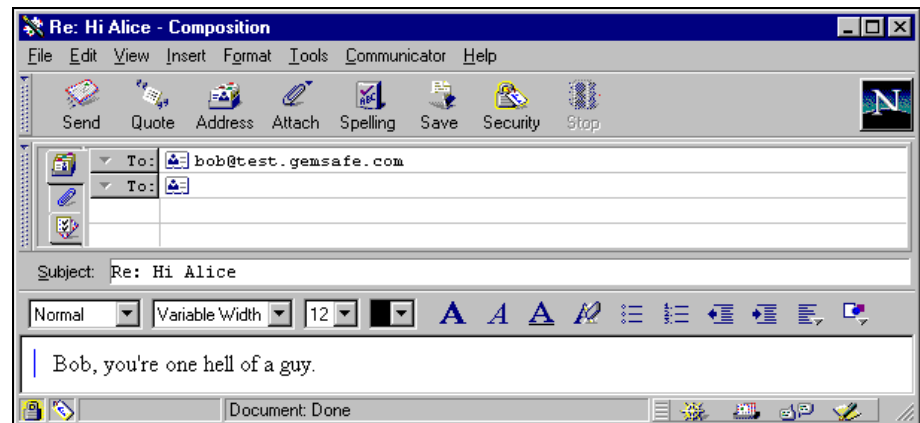 Re: Hi Alice - Composition
File Edit View Insert Format Tools Communicator Help
Send Quote Address Attach Spelling Save Security Stop
N
To: bob@test.gemsafe.com
To:
Subject: Re: Hi Alice
Normal Variable Width 12 A A A
Bob, you're one hell of a guy.
Document: Done